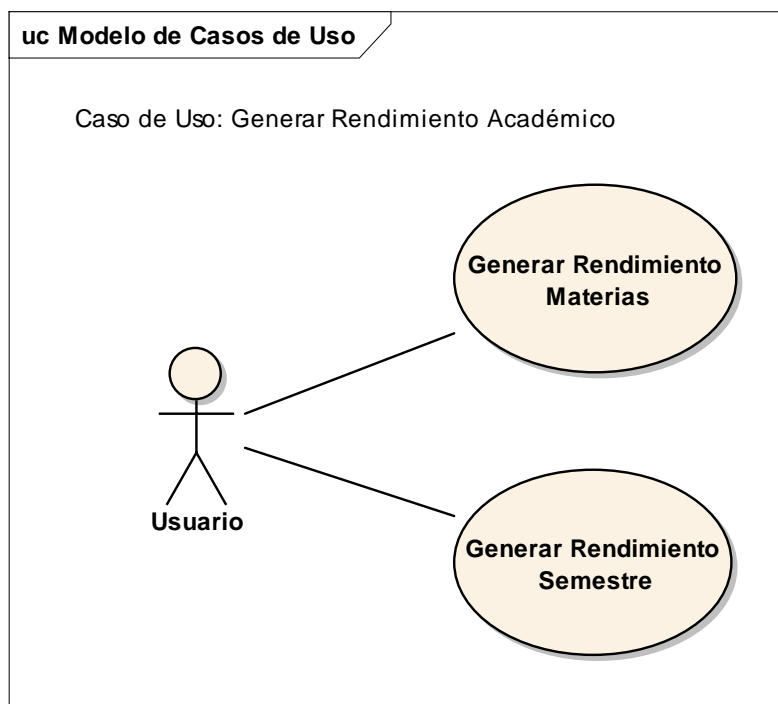 uc Modelo de Casos de Uso
Caso de Uso: Generar Rendimiento Académico
Generar Rendimiento
Materias
Usuario
Generar Rendimiento
Semestre